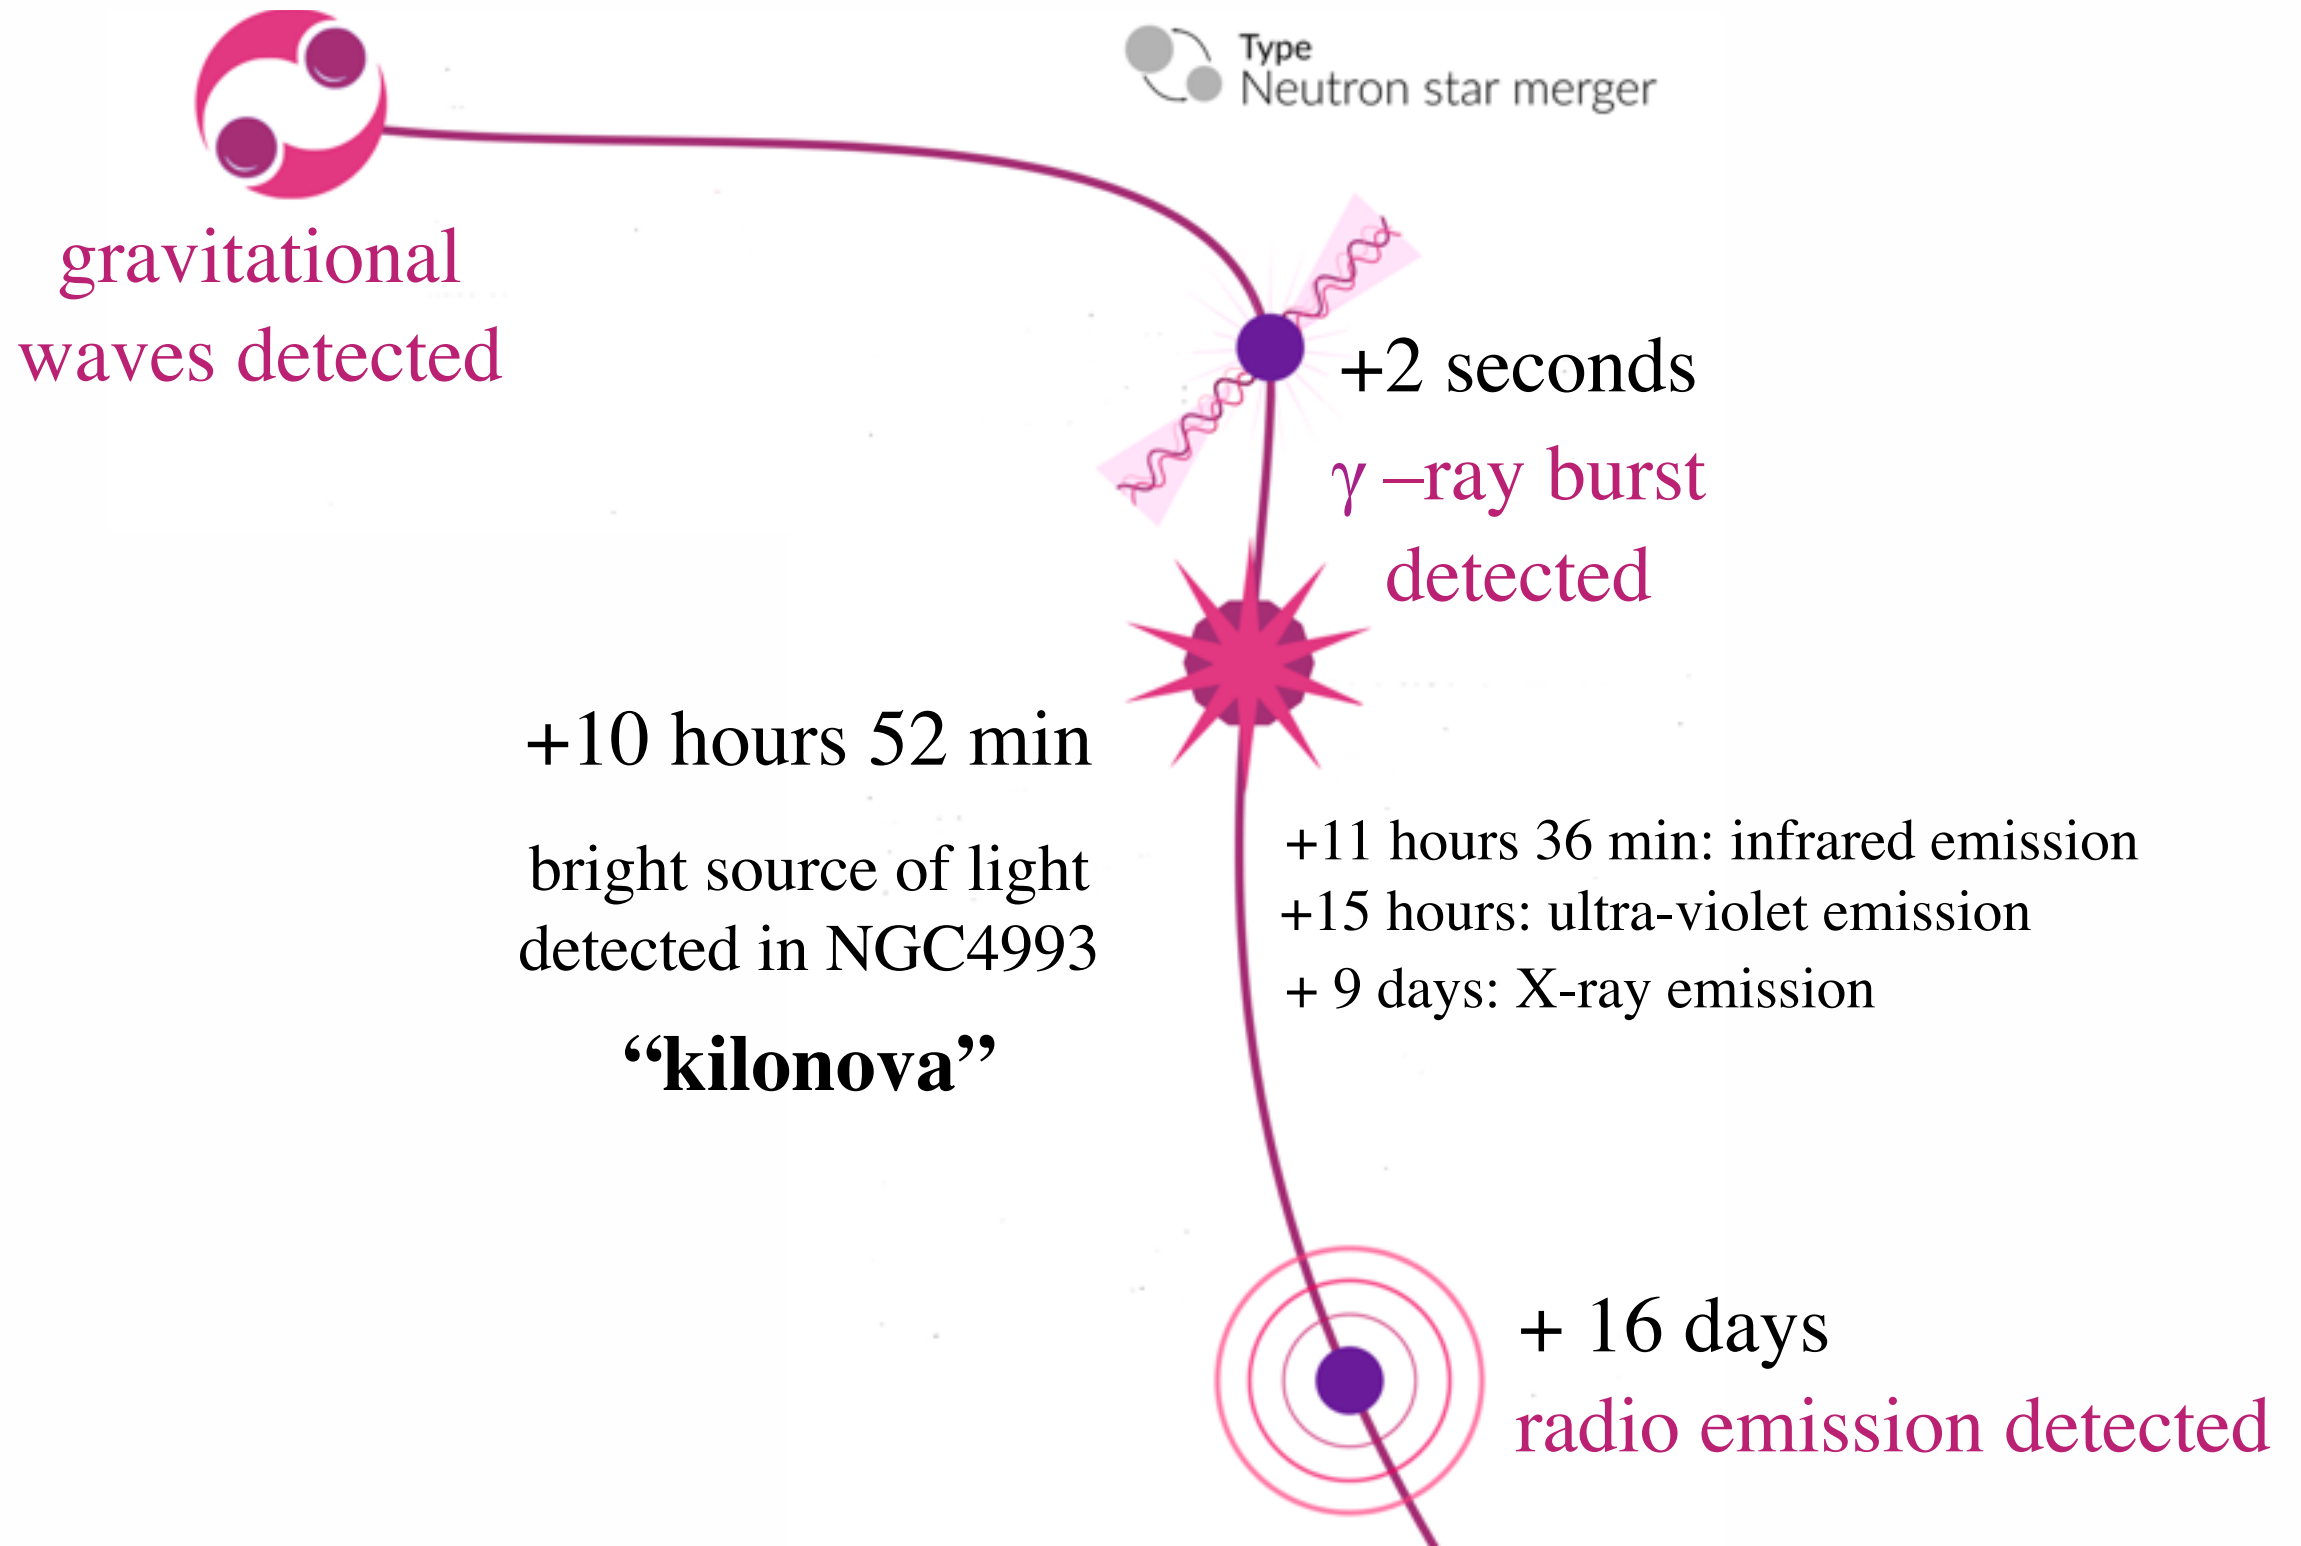 Type
Neutron star merger
gravitational
waves detected
+2 seconds
γ –ray burst
detected
+10 hours 52 min
bright source of light
detected in NGC4993
“kilonova”
+11 hours 36 min: infrared emission
+15 hours: ultra-violet emission
+ 9 days: X-ray emission
+ 16 days
radio emission detected